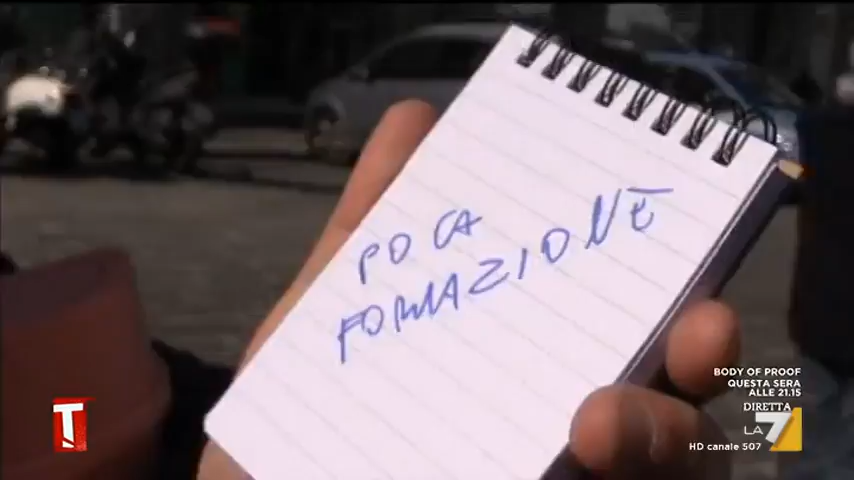 POCA
FORMAZIONE
T
BODY OF PROOF
QUESTA SERA
ALLE 21.15
DIRETTA
LA7
HD canale 507